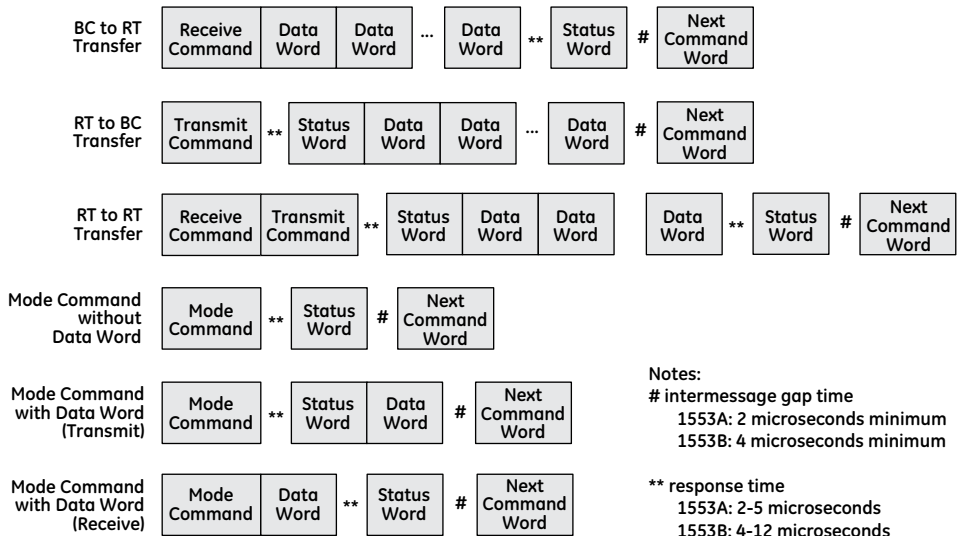 BC to RT
Transfer
Receive
Command
Data
Word
Data
Word
...
Data
Word
**
Status
Word
#
Next
Command
Word
RT to BC
Transfer
Transmit
Command
**
Status
Word
Data
Word
Data
Word
...
Data
Word
#
Next
Command
Word
RT to RT
Transfer
Receive
Command
Transmit
Command
**
Status
Word
Data
Word
Data
Word
Data
Word
**
Status
Word
#
Next
Command
Word
Mode Command
without
Data Word
Mode
Command
**
Status
Word
#
Next
Command
Word
Mode Command
with Data Word
(Transmit)
Mode
Command
**
Status
Word
Data
Word
#
Next
Command
Word
Mode Command
with Data Word
(Receive)
Mode
Command
Data
Word
**
Status
Word
#
Next
Command
Word
Notes:
# intermessage gap time
1553A: 2 microseconds minimum
1553B: 4 microseconds minimum
** response time
1553A: 2-5 microseconds
1553B: 4-12 microseconds